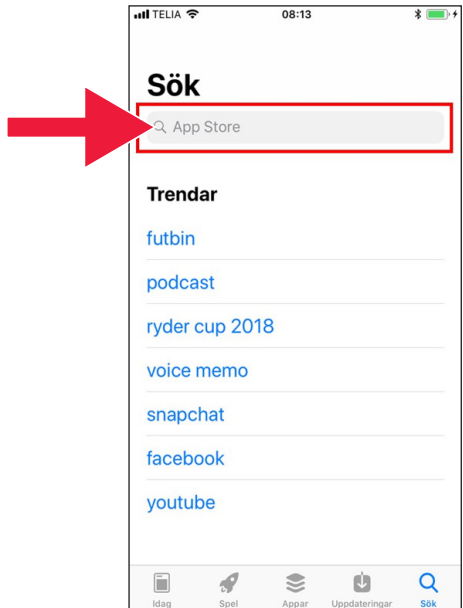 TELIA 08:13
Sök
App Store
Trendar
futbin
podcast
ryder cup 2018
voice memo
snapchat
facebook
youtube
Idag Spel Appar Uppdateringar Sök